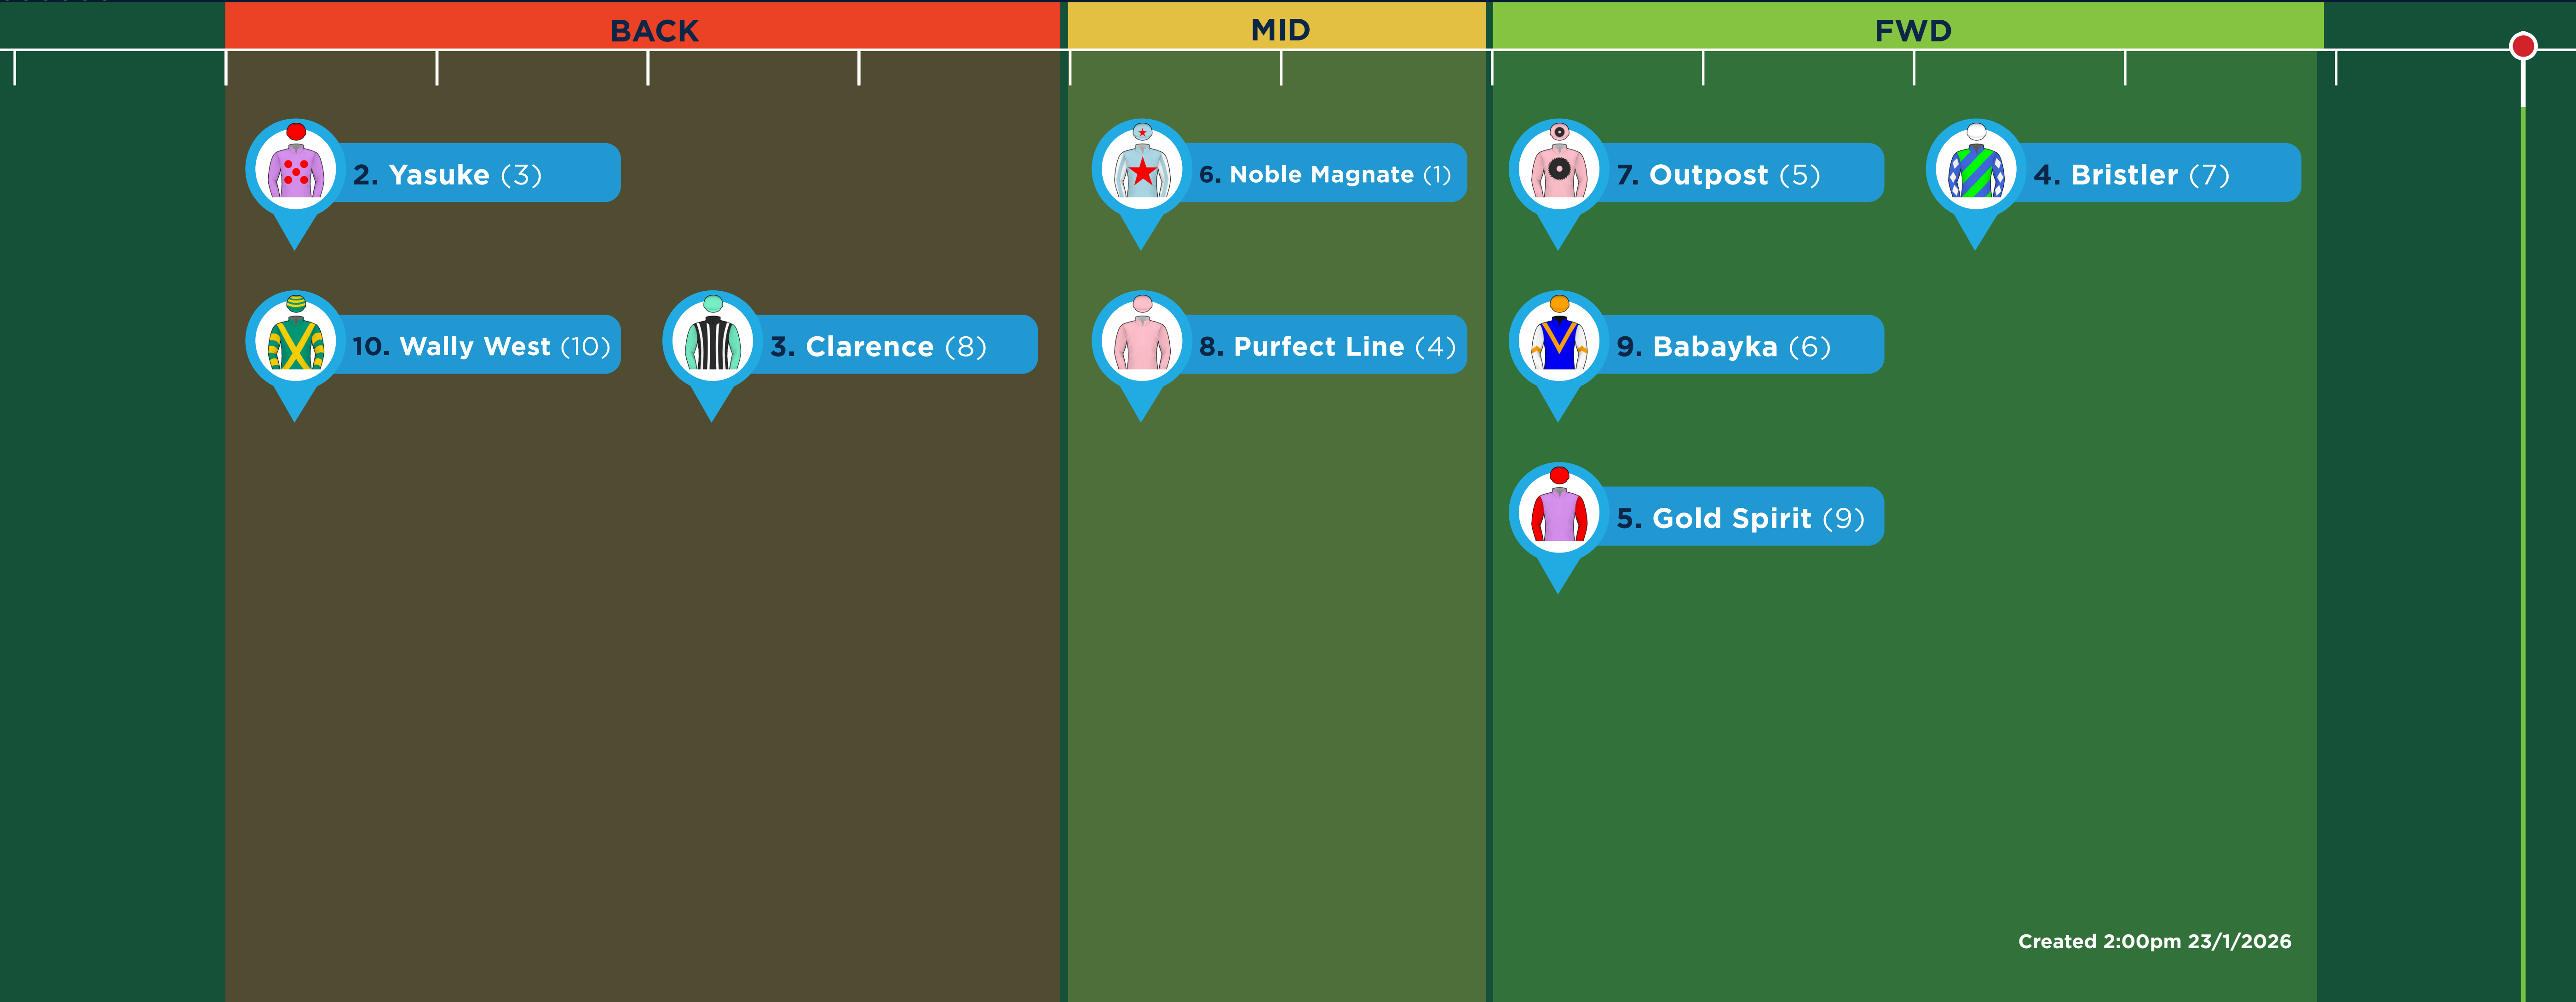 BACK MID FWD
2. Yasuke (3)
6. Noble Magnate (1)
7. Outpost (5)
4. Bristler (7)
10. Wally West (10)
3. Clarence (8)
8. Purfect Line (4)
9. Babayka (6)
5. Gold Spirit (9)
Created 2:00pm 23/1/2026